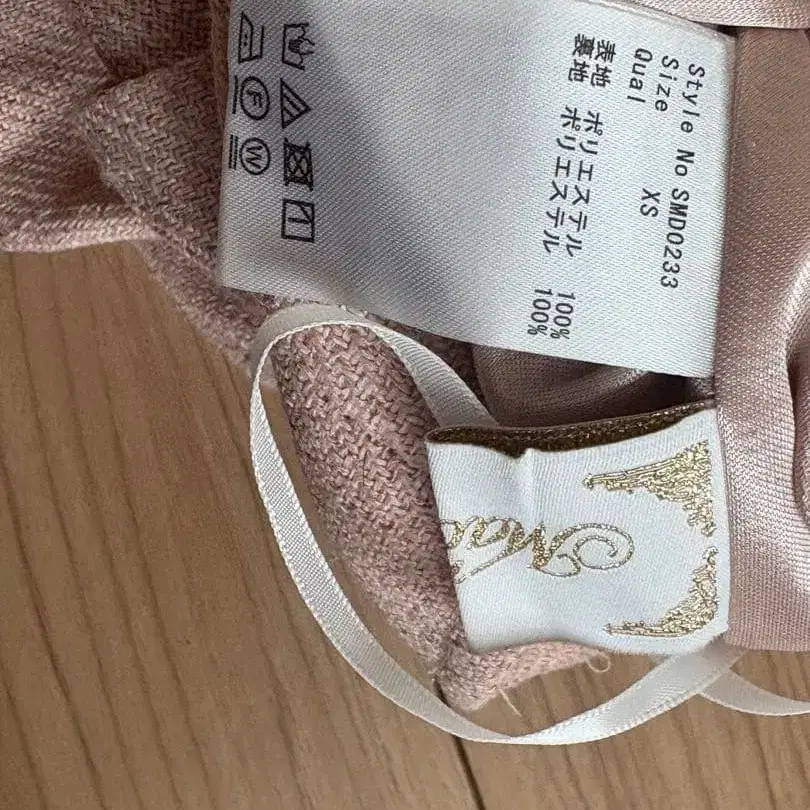 Style No SMD0233
Size XS
Qual
表地 ポリエステル 100%
裏地 ポリエステル 100%
F
W